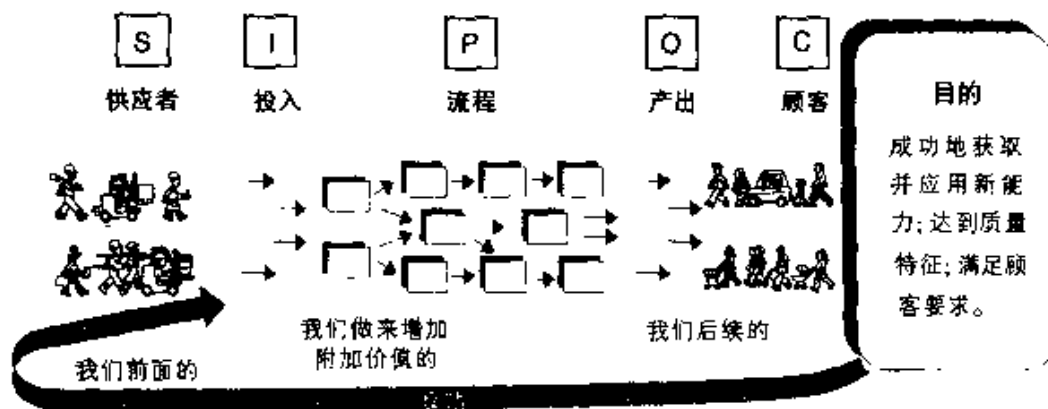 S I P O C
供应者 投入 流程 产出 顾客
目的
成功地获取
并应用新能
力;达到质量
特征;满足顾
客要求。
我们前面的
我们做来增加
附加价值的
我们后续的